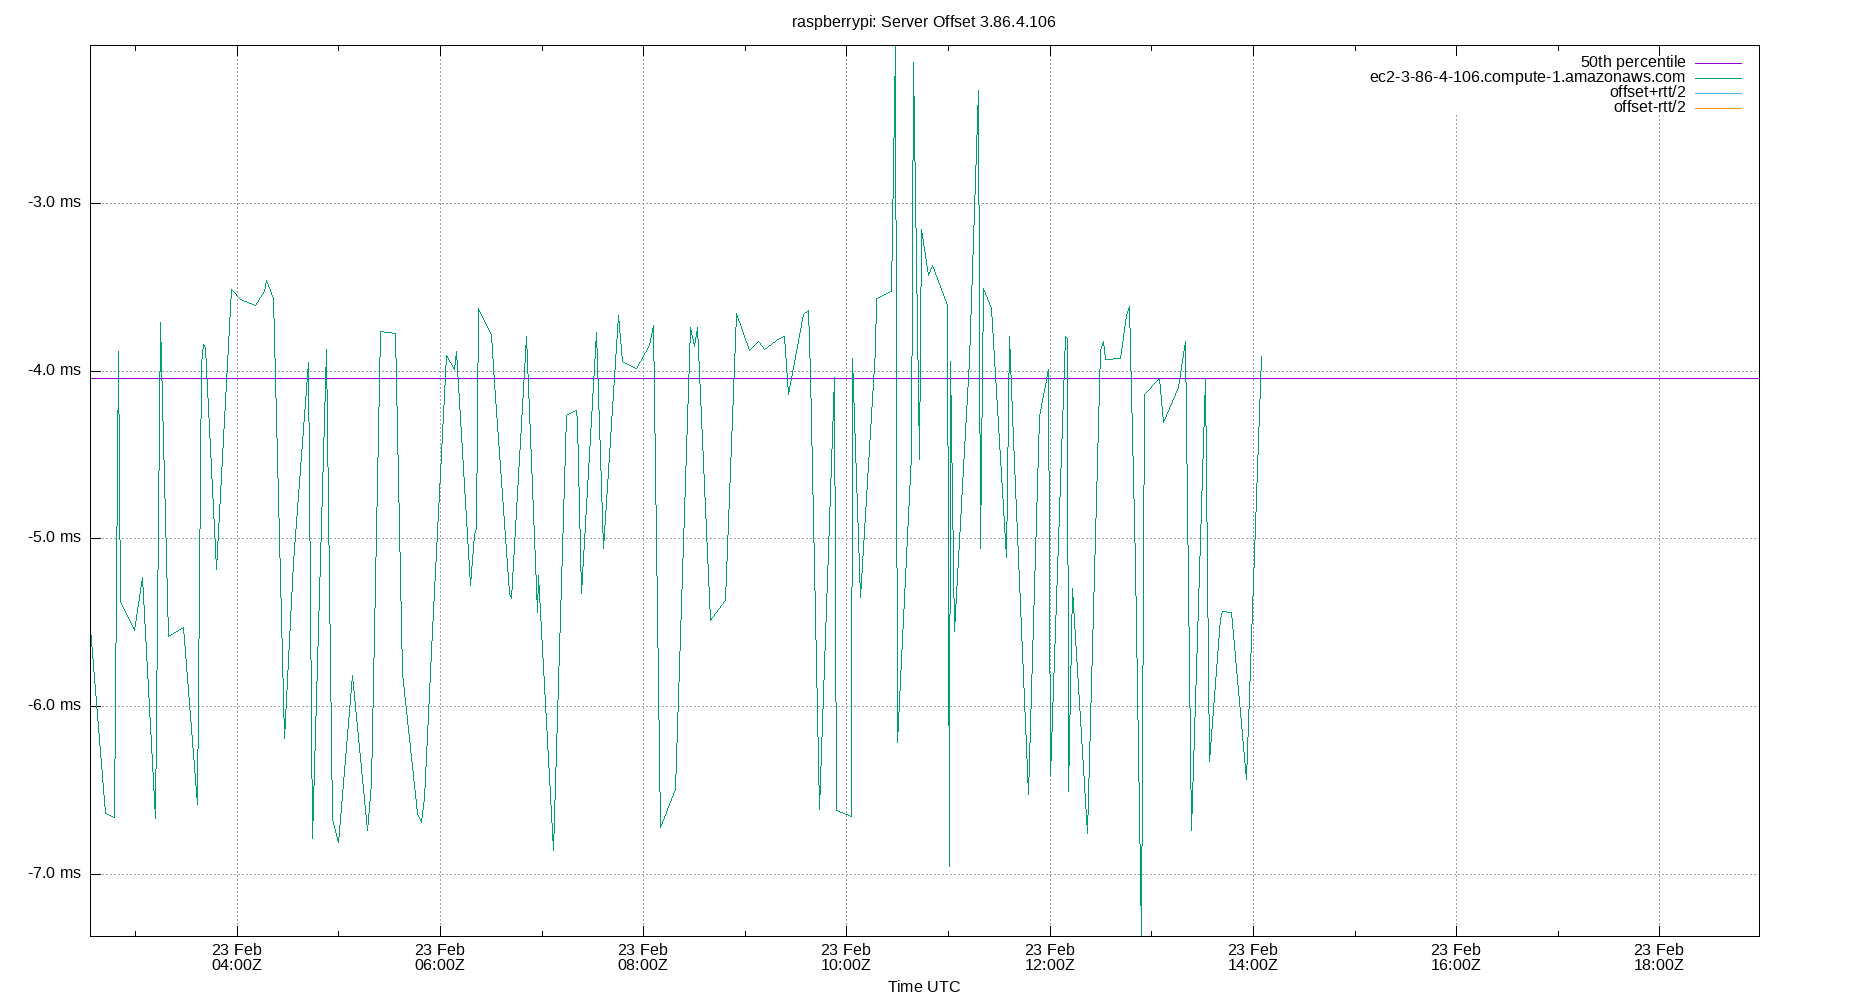 raspberrypi: Server Offset 3.86.4.106
50th percentile
ec2-3-86-4-106.compute-1.amazonaws.com
offset+rtt/2
offset-rtt/2
-3.0 ms
-4.0 ms
-5.0 ms
-6.0 ms
-7.0 ms
23 Feb 23 Feb 23 Feb 23 Feb 23 Feb 23 Feb 23 Feb 23 Feb
04:00Z 06:00Z 08:00Z 10:00Z 12:00Z 14:00Z 16:00Z 18:00Z
Time UTC